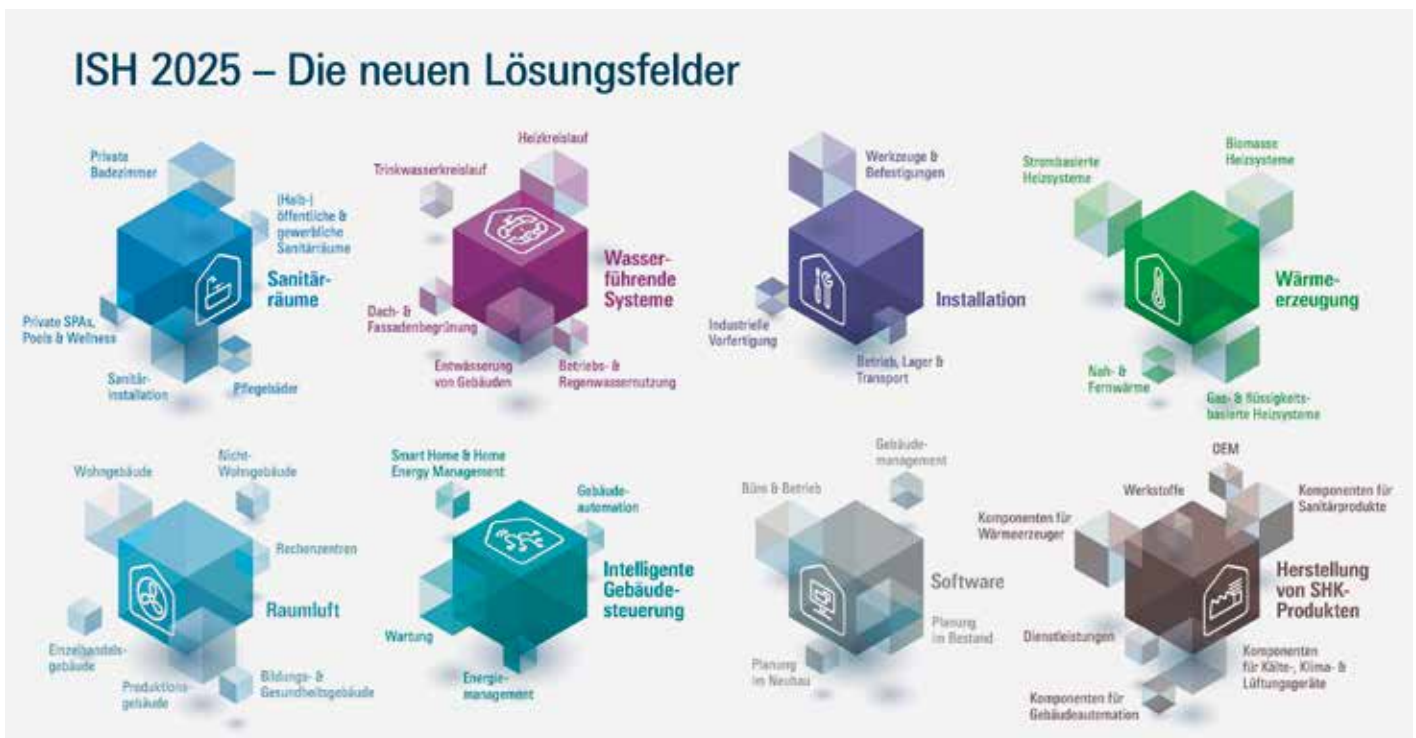 ISH 2025 – Die neuen Lösungsfelder
Private
Badezimmer
(Halb-)
öffentliche &
gewerbliche
Sanitärräume
Sanitär-
räume
Private SPAs,
Pools & Wellness
Sanitär-
installation
Pflegebäder
Heizkreislauf
Trinkwasserkreislauf
Wasser-
führende
Systeme
Dach- &
Fassadenbegrünung
Entwässerung
von Gebäuden
Betriebs- &
Regenwassernutzung
Werkzeuge &
Befestigungen
Installation
Industrielle
Vorfertigung
Betrieb, Lager &
Transport
Strombasierte
Heizsysteme
Biomasse
Heizsysteme
Wärme-
erzeugung
Nah- &
Fernwärme
Gas- & flüssigkeits-
basierte Heizsysteme
Wohngebäude
Nicht-
Wohngebäude
Rechenzentren
Raumluft
Einzelhandels-
gebäude
Produktions-
gebäude
Bildungs- &
Gesundheitsgebäude
Smart Home & Home
Energy Management
Gebäude-
automation
Intelligente
Gebäude-
steuerung
Wartung
Energie-
management
Gebäude-
management
Büro & Betrieb
Software
Planung
im Bestand
Planung
im Neubau
OEM
Werkstoffe
Komponenten für
Sanitärprodukte
Komponenten für
Wärmeerzeuger
Herstellung
von SHK-
Produkten
Dienstleistungen
Komponenten
für Kälte-, Klima- &
Lüftungsgeräte
Komponenten für
Gebäudeautomation